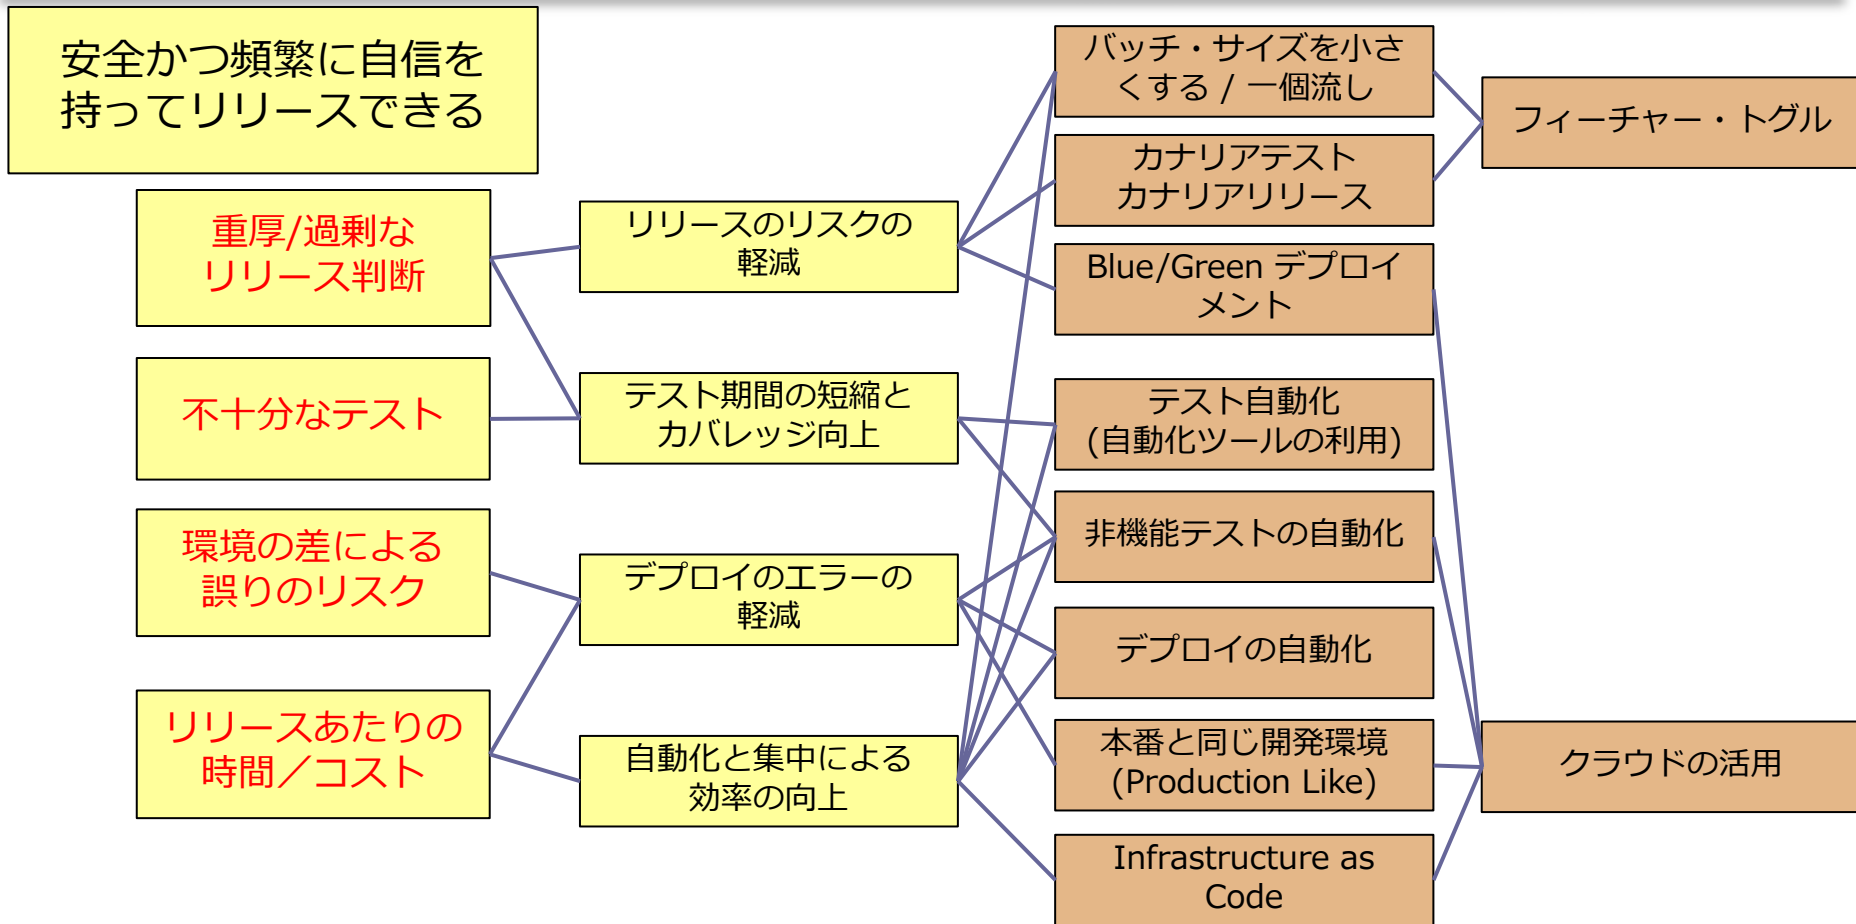 安全かつ頻繁に自信を
持ってリリースできる
重厚/過剰な
リリース判断
不十分なテスト
環境の差による
誤りのリスク
リリースあたりの
時間／コスト
リリースのリスクの
軽減
テスト期間の短縮と
カバレッジ向上
デプロイのエラーの
軽減
自動化と集中による
効率の向上
バッチ・サイズを小さ
くする / 一個流し
カナリアテスト
カナリアリリース
Blue/Green デプロイ
メント
テスト自動化
(自動化ツールの利用)
非機能テストの自動化
デプロイの自動化
本番と同じ開発環境
(Production Like)
Infrastructure as
Code
フィーチャー・トグル
クラウドの活用